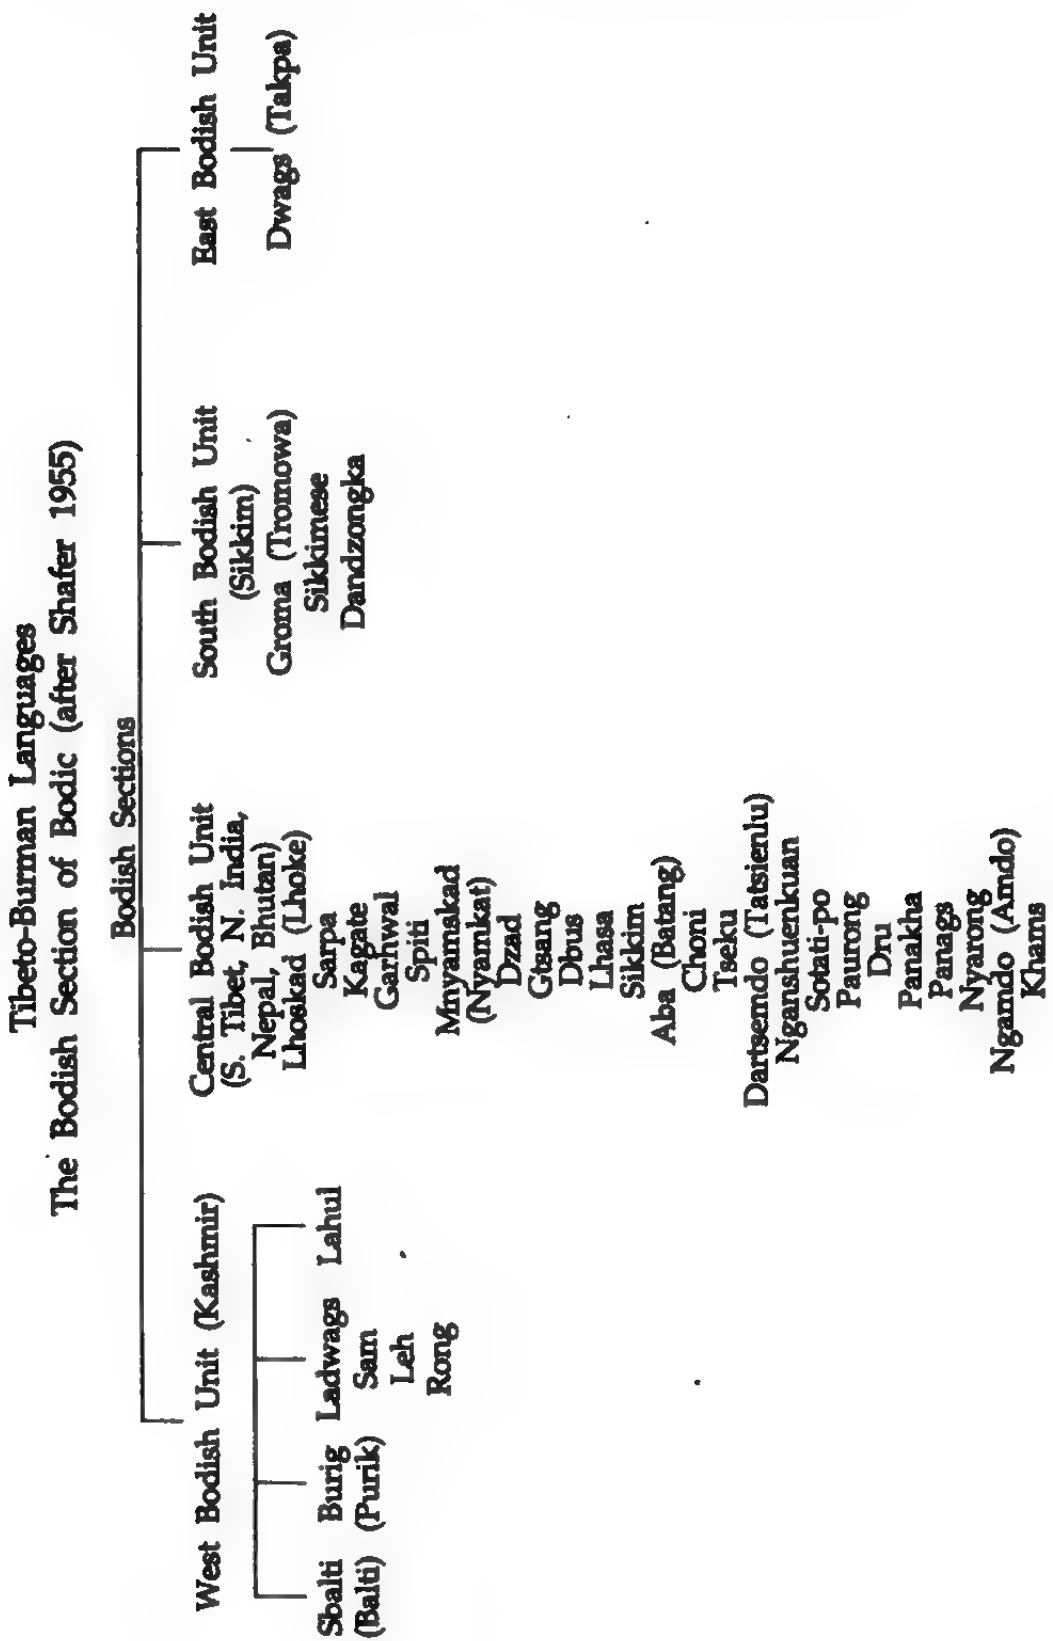 Tibeto-Burman Languages
The Bodish Section of Bodic (after Shafer 1955)
Bodish Sections
West Bodish Unit (Kashmir)
Sbalti
(Balti)
Burig
(Purik)
Ladwags
Sam
Leh
Rong
Lahul
Central Bodish Unit
(S. Tibet, N. India,
Nepal, Bhutan)
Lhoskad (Lhoke)
Sarpa
Kagate
Garhwal
Spiti
Mnyamskad
(Nyamkat)
Dzad
Gtsang
Dbus
Lhasa
Sikkim
Aba (Batang)
Choni
Tseku
Dartsemdo (Tatsienlu)
Nganshuenkuan
Sotati-po
Paurong
Dru
Panakha
Panags
Nyarong
Ngamdo (Amdo)
Khams
South Bodish Unit
(Sikkim)
Groma (Tromowa)
Sikkimese
Dandzongka
East Bodish Unit
Dwags (Takpa)